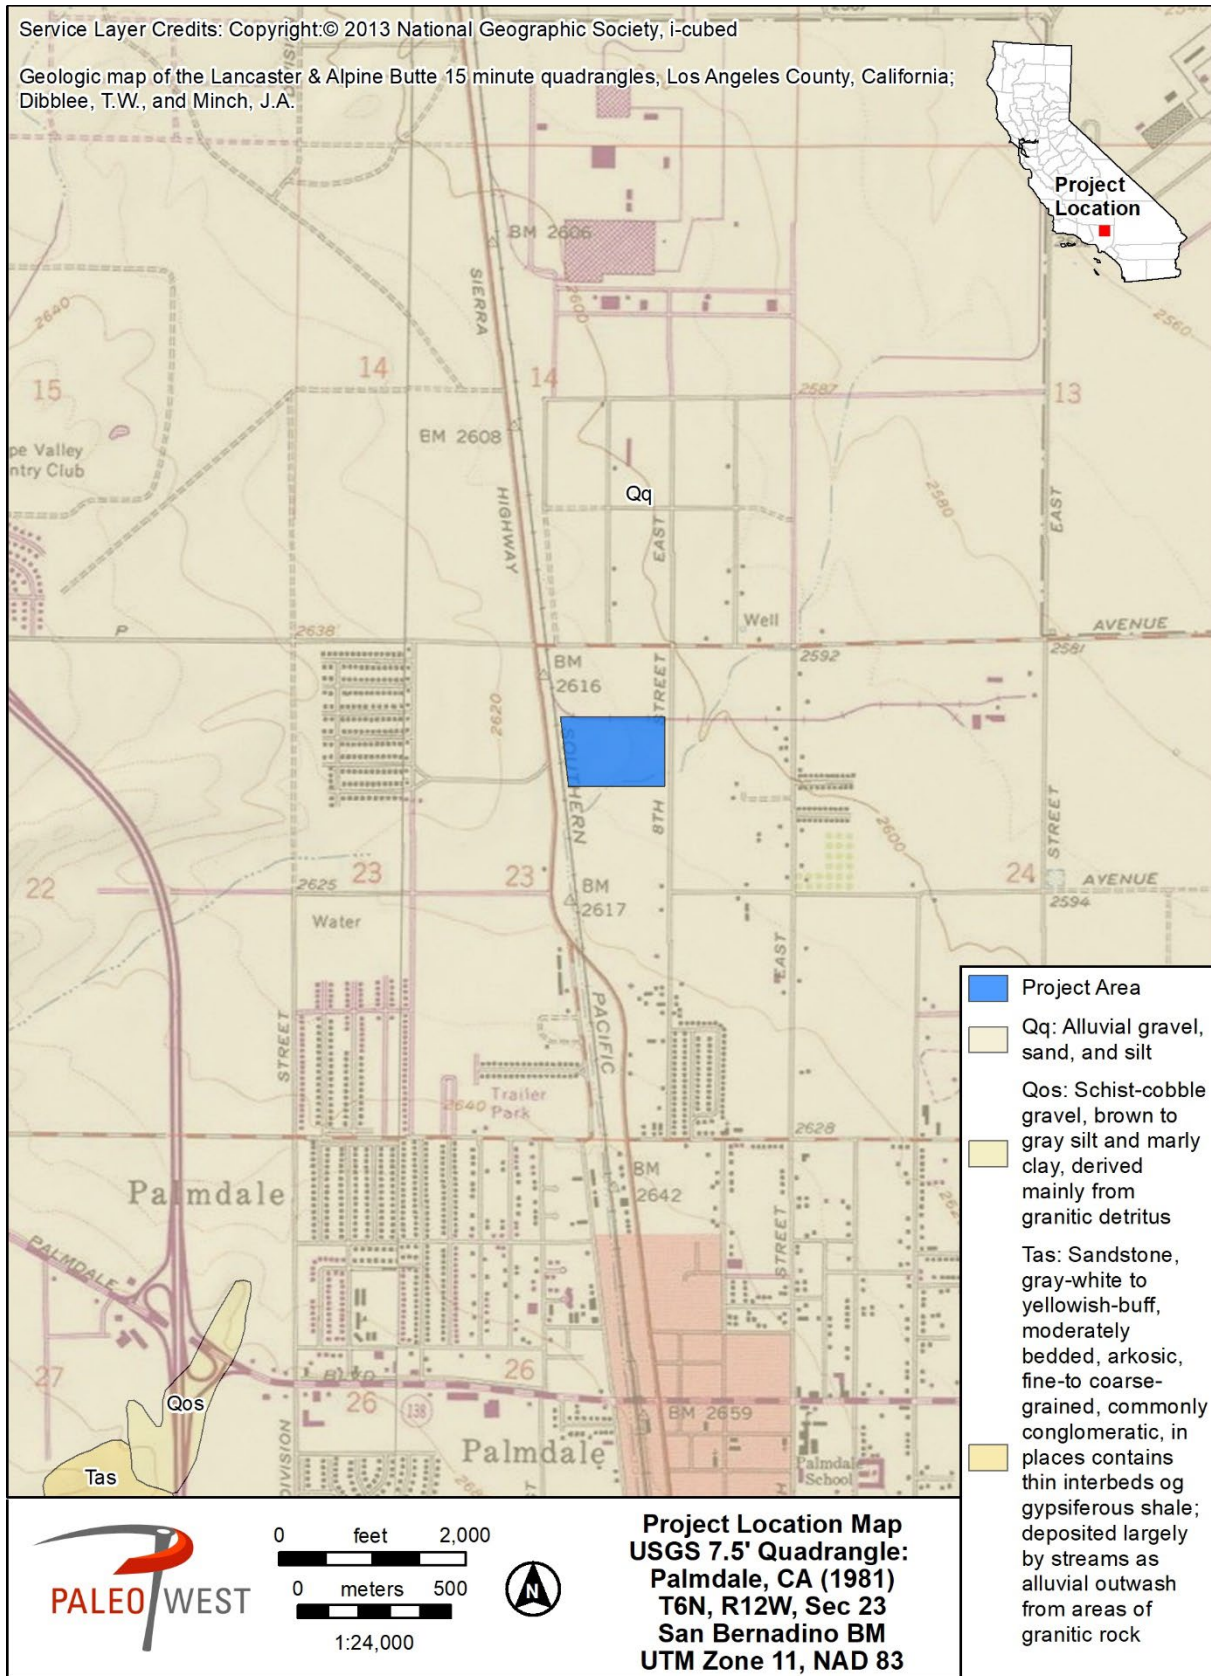 Service Layer Credits: Copyright:© 2013 National Geographic Society, i-cubed
Geologic map of the Lancaster & Alpine Butte 15 minute quadrangles, Los Angeles County, California;
Dibblee, T.W., and Minch, J.A.
Project
Location
BM 2606
SIERRA
2600
2560
2640
14
14
15
2587
13
BM 2608
pe Valley
ntry Club
Qq
HIGHWAY
EAST
2580
EAST
Well
P
2638
AVENUE
2592
2581
BM
2616
STREET
2620
SOUTHERN
8TH
2600
STREET
22
23
23
24
2625
AVENUE
2594
BM
2617
Water
EAST
STREET
PACIFIC
Trailer
Park
2640
2628
BM
2642
Palmdale
STREET
PALMDALE
27
Qos
BLVD
26
26
138
BM 2659
Tas
DIVISION
Palmdale
Palmdale
School
Project Area
Qq: Alluvial gravel,
sand, and silt
Qos: Schist-cobble
gravel, brown to
gray silt and marly
clay, derived
mainly from
granitic detritus
Tas: Sandstone,
gray-white to
yellowish-buff,
moderately
bedded, arkosic,
fine-to coarse-
grained, commonly
conglomeratic, in
places contains
thin interbeds og
gypsiferous shale;
deposited largely
by streams as
alluvial outwash
from areas of
granitic rock
PALEO WEST
0 feet 2,000
0 meters 500
1:24,000
N
Project Location Map
USGS 7.5' Quadrangle:
Palmdale, CA (1981)
T6N, R12W, Sec 23
San Bernadino BM
UTM Zone 11, NAD 83